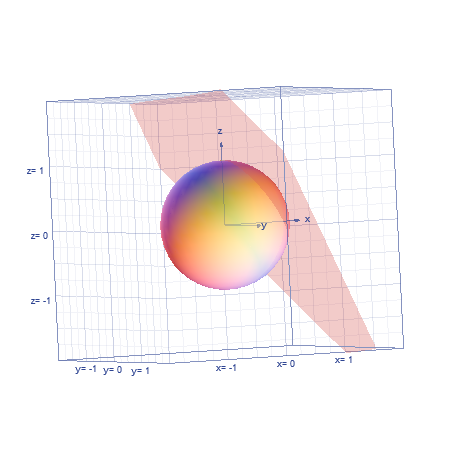 z
z= 1
x
y
z= 0
z= -1
y= -1 y= 0 y= 1 x= -1 x= 0 x= 1